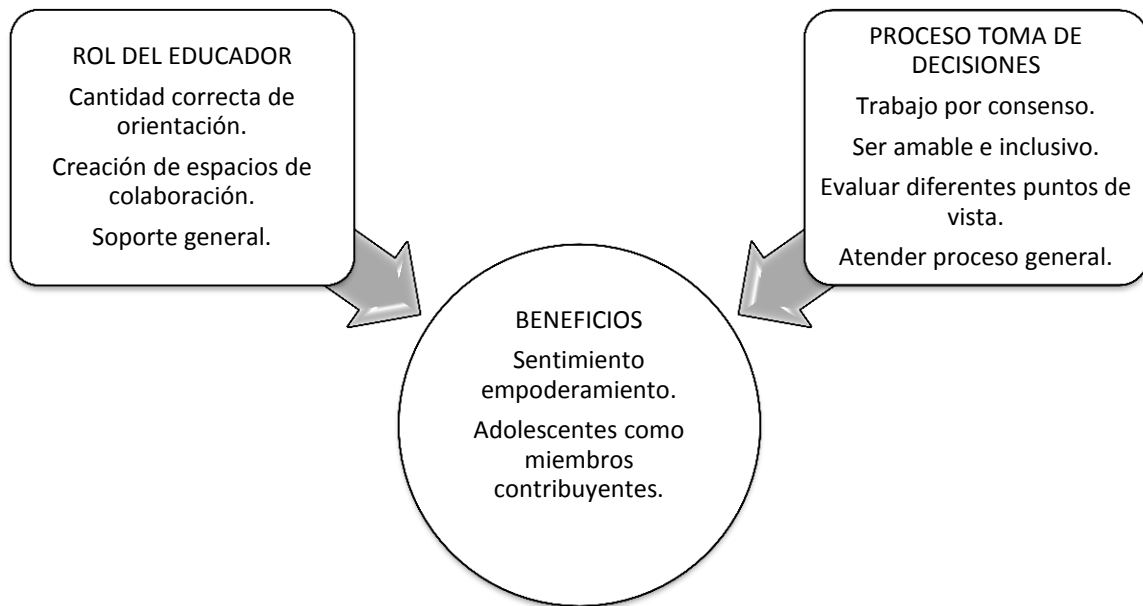 ROL DEL EDUCADOR
Cantidad correcta de
orientación.
Creación de espacios de
colaboración.
Soporte general.
PROCESO TOMA DE
DECISIONES
Trabajo por consenso.
Ser amable e inclusivo.
Evaluar diferentes puntos de
vista.
Atender proceso general.
BENEFICIOS
Sentimiento
empoderamiento.
Adolescentes como
miembros
contribuyentes.